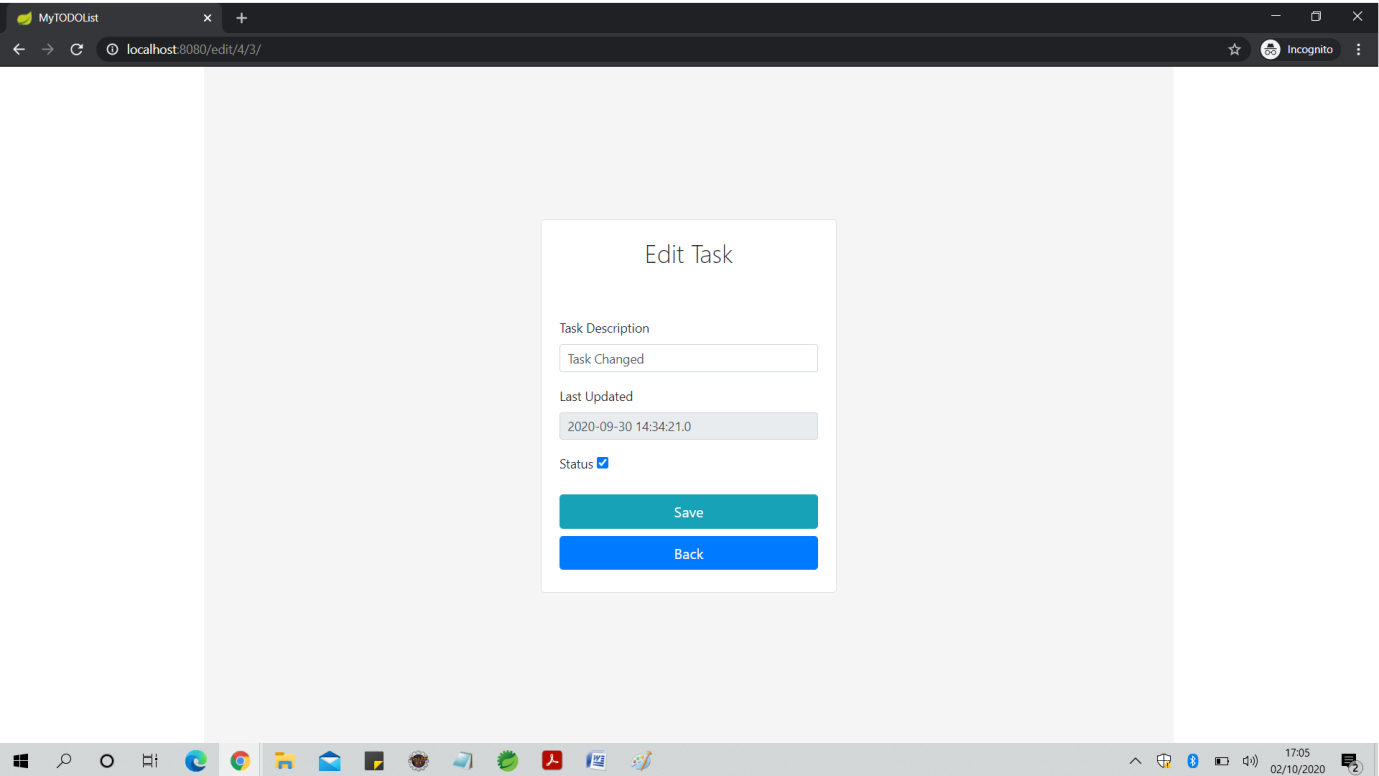 MyTODOList
localhost:8080/edit/4/3/
Incognito
Edit Task
Task Description
Task Changed
Last Updated
2020-09-30 14:34:21.0
Status
Save
Back
17:05
02/10/2020
2